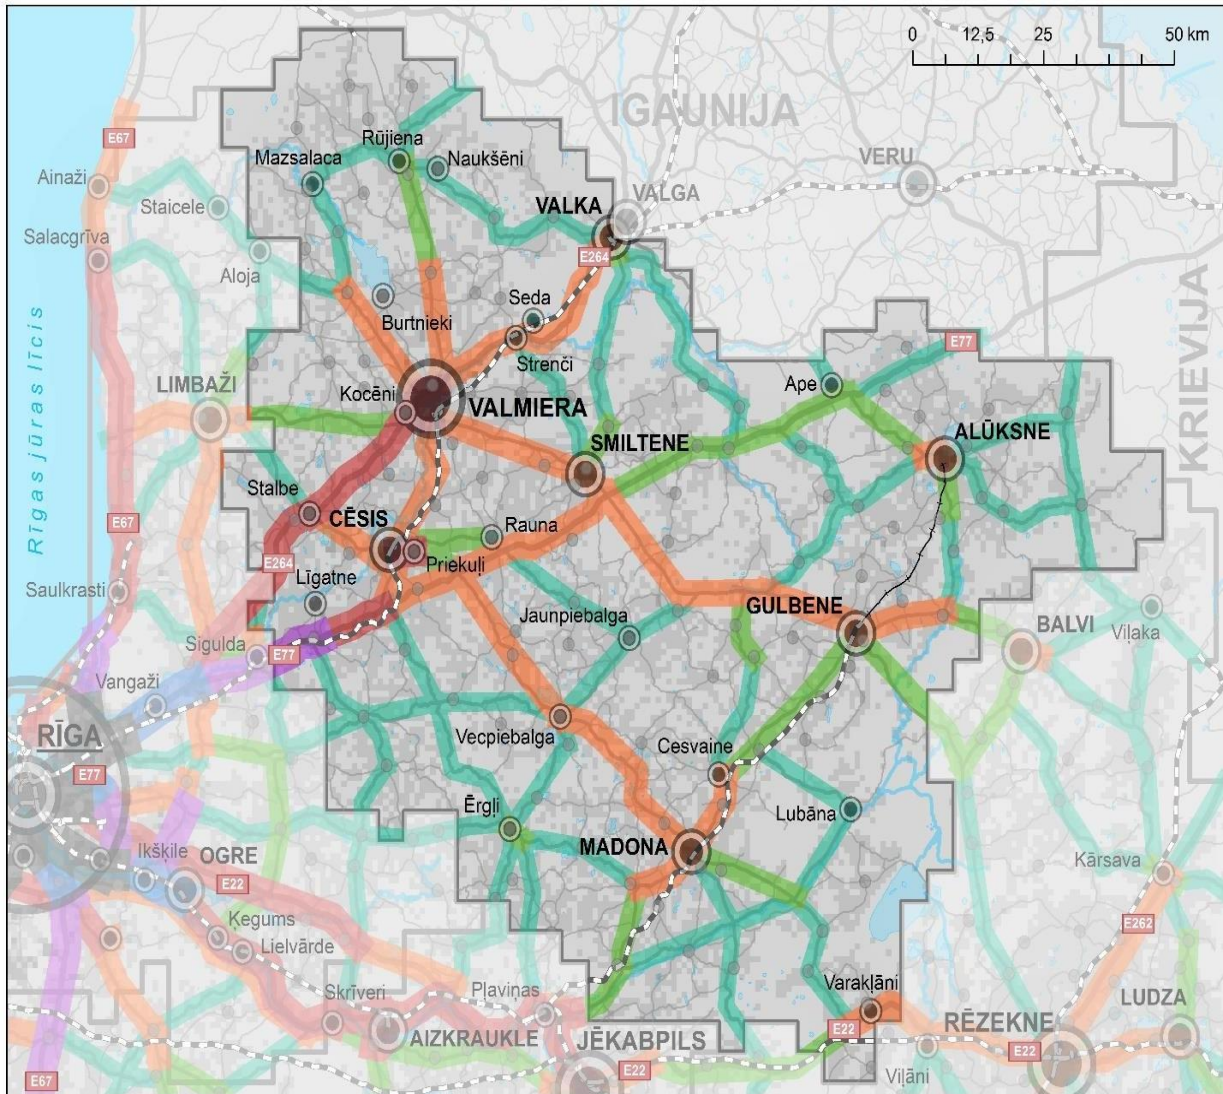 0 12,5 25 50 km
IGAUNIJA
E67
Rūjiena
Mazsalaca
Naukšēni
VERU
Ainaži
Staicele
VALKA
VALGA
Salacgrīva
Aloja
E264
KRIEVIJA
Rīgas jūras līcis
Burtnieki
Seda
Strenči
E77
LIMBAŽI
Kocēni
VALMIERA
Ape
SMILTENE
ALŪKSNE
Stalbe
CĒSIS
Rauna
E67
E264
Priekuļi
Līgatne
Saulkrasti
Jaunpiebalga
GULBENE
BALVI
Viļaka
Sigulda
E77
Vangaži
RĪGA
Vecpiebalga
Cesvaine
E77
Ērgļi
Lubāna
MADONA
Ikšķile
OGRE
E22
Kārsava
Ķegums
Lielvārde
E262
Skrīveri
Pļaviņas
Varakļāni
LUDZA
AIZKRAUKLE
JĒKABPILS
E22
RĒZEKNE
E22
E22
Viļāni
E67